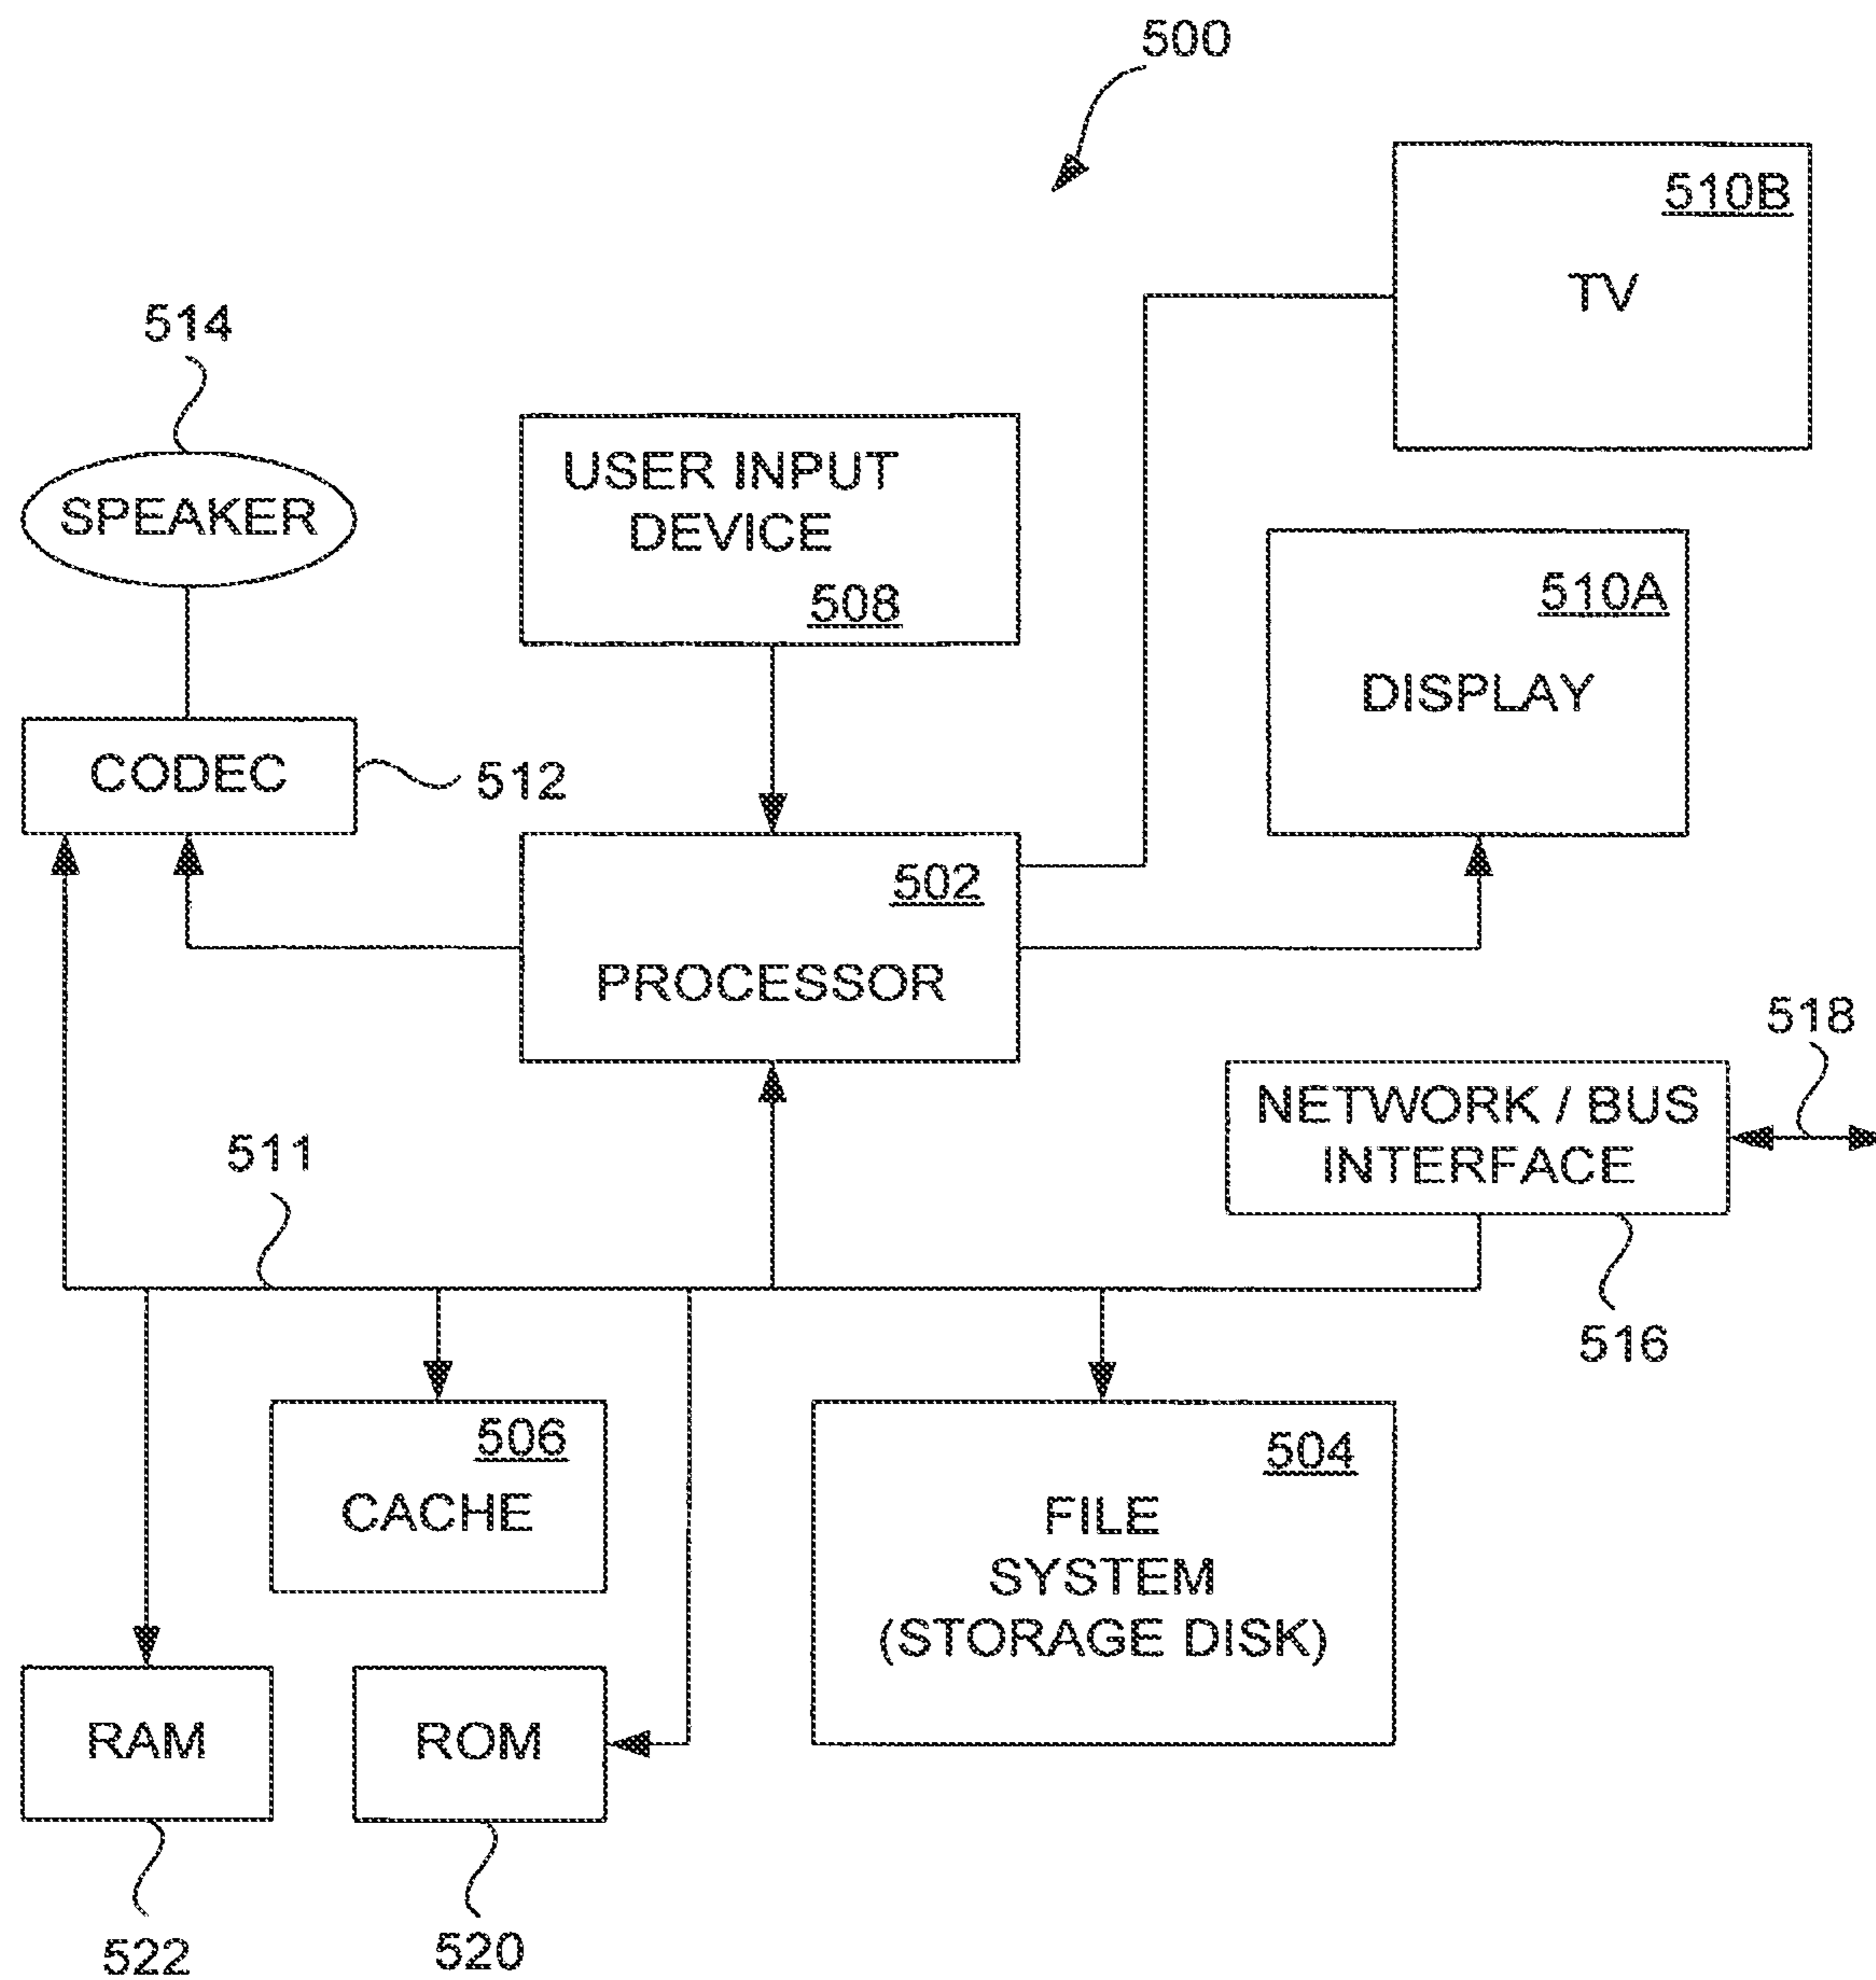 500
510B
TV
514
SPEAKER
USER INPUT
DEVICE
508
510A
DISPLAY
CODEC
512
502
PROCESSOR
518
NETWORK / BUS
INTERFACE
511
516
506
CACHE
504
FILE
SYSTEM
(STORAGE DISK)
RAM
ROM
522
520